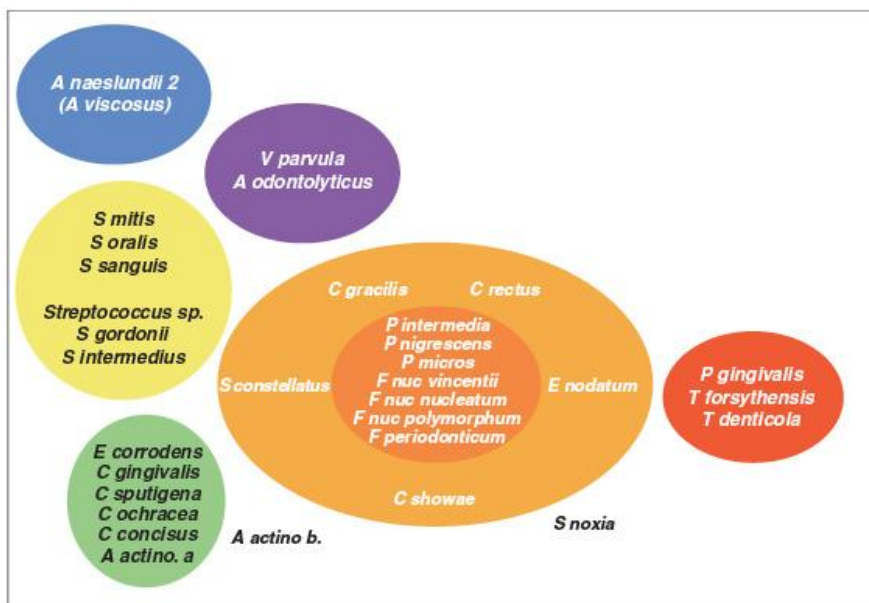 A naeslundii 2
(A viscosus)
V parvula
A odontolyticus
S mitis
S oralis
S sanguis
Streptococcus sp.
S gordonii
S intermedius
C gracilis
C rectus
P intermedia
P nigrescens
P micros
F nuc vincentii
F nuc nucleatum
F nuc polymorphum
F periodonticum
S constellatus
E nodatum
C showae
P gingivalis
T forsythensis
T denticola
E corrodens
C gingivalis
C sputigena
C ochracea
C concisus
A actino. a
A actino b.
S noxia